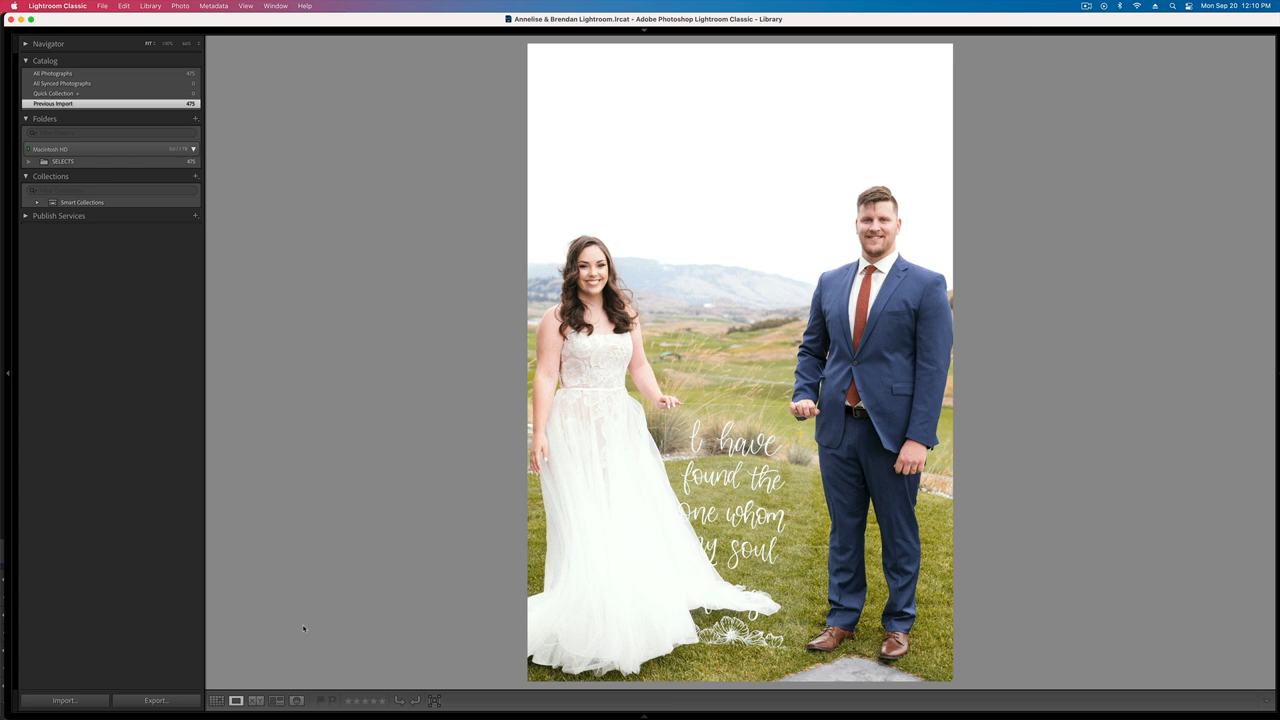 Lightroom Classic File Edit Library Photo Metadata View Window Help Mon Sep 20 12:10 PM
Annelise & Brendan Lightroom.lrcat - Adobe Photoshop Lightroom Classic - Library
Navigator FIT 100%
Catalog
All Photographs 475
All Synced Photographs 0
Quick Collection + 0
Previous Import 475
Folders +
Macintosh HD
SELECTS 475
Collections +
Smart Collections
Publish Services +
I have
found the
one whom
soul
Import... Export...